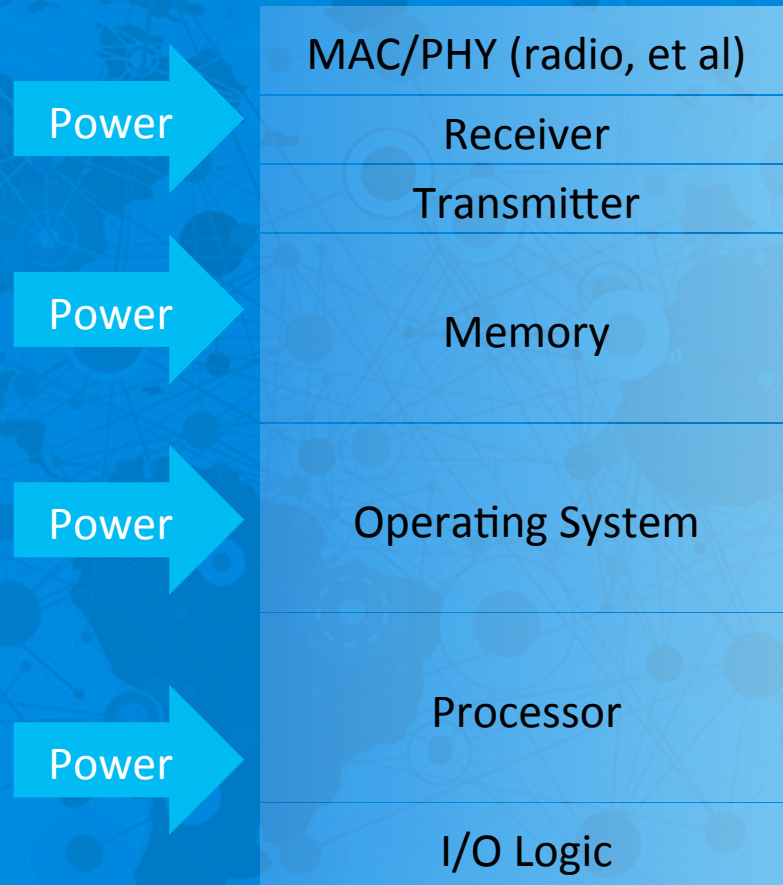 MAC/PHY (radio, et al)
Power
Receiver
Transmitter
Power
Memory
Power
Operating System
Processor
Power
I/O Logic